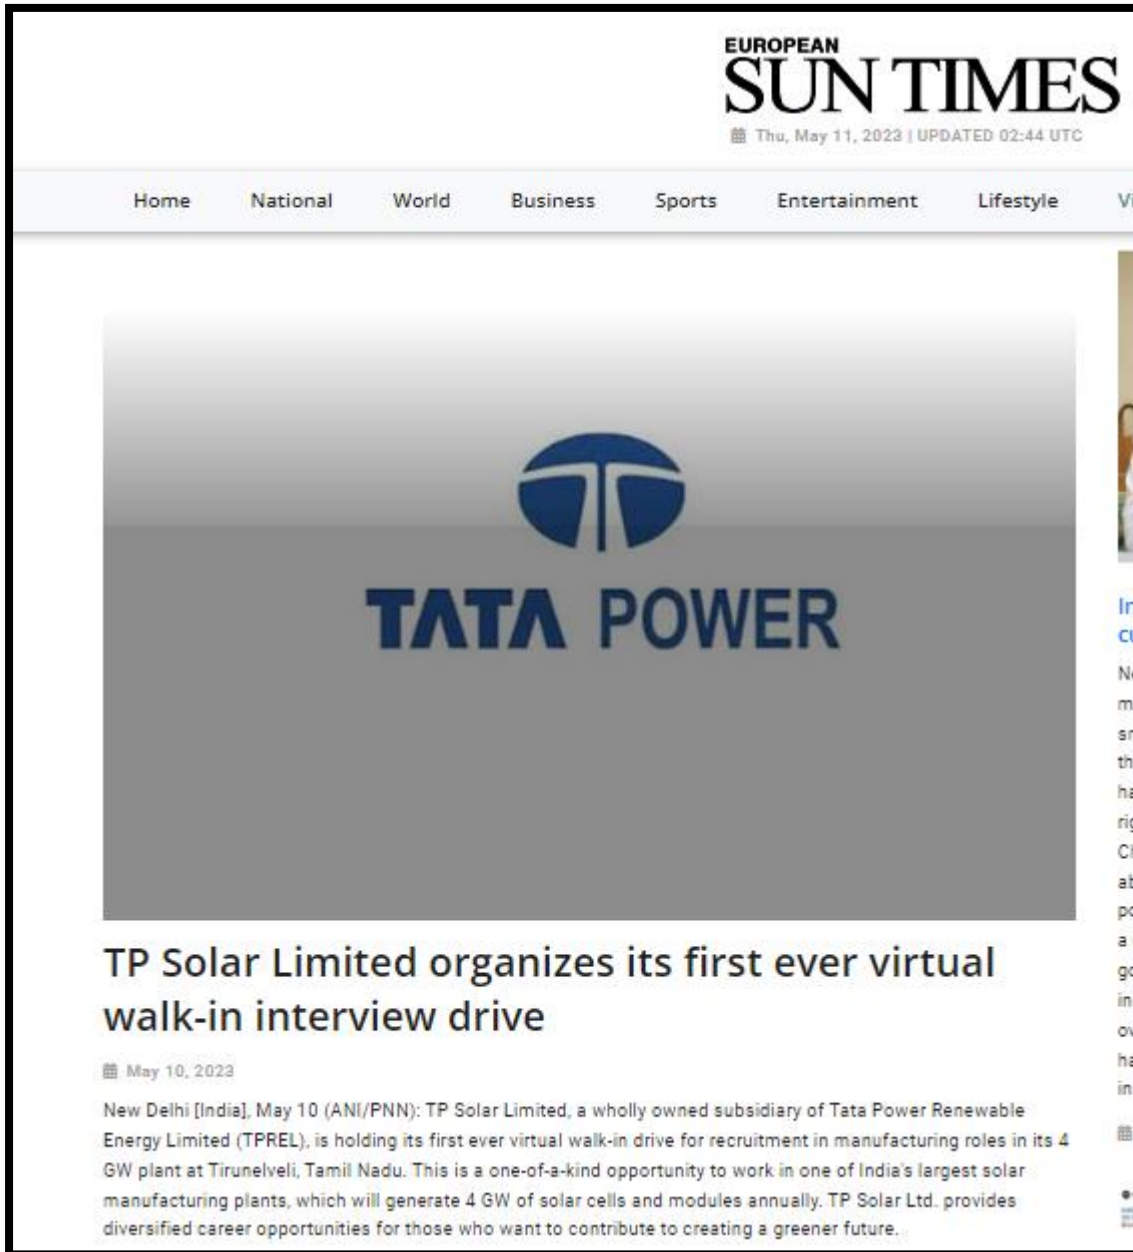 EUROPEAN
SUN TIMES
Thu, May 11, 2023 | UPDATED 02:44 UTC
Home National World Business Sports Entertainment Lifestyle
TATA POWER
TP Solar Limited organizes its first ever virtual
walk-in interview drive
May 10, 2023
New Delhi [India], May 10 (ANI/PNN): TP Solar Limited, a wholly owned subsidiary of Tata Power Renewable
Energy Limited (TPREL), is holding its first ever virtual walk-in drive for recruitment in manufacturing roles in its 4
GW plant at Tirunelveli, Tamil Nadu. This is a one-of-a-kind opportunity to work in one of India's largest solar
manufacturing plants, which will generate 4 GW of solar cells and modules annually. TP Solar Ltd. provides
diversified career opportunities for those who want to contribute to creating a greener future.